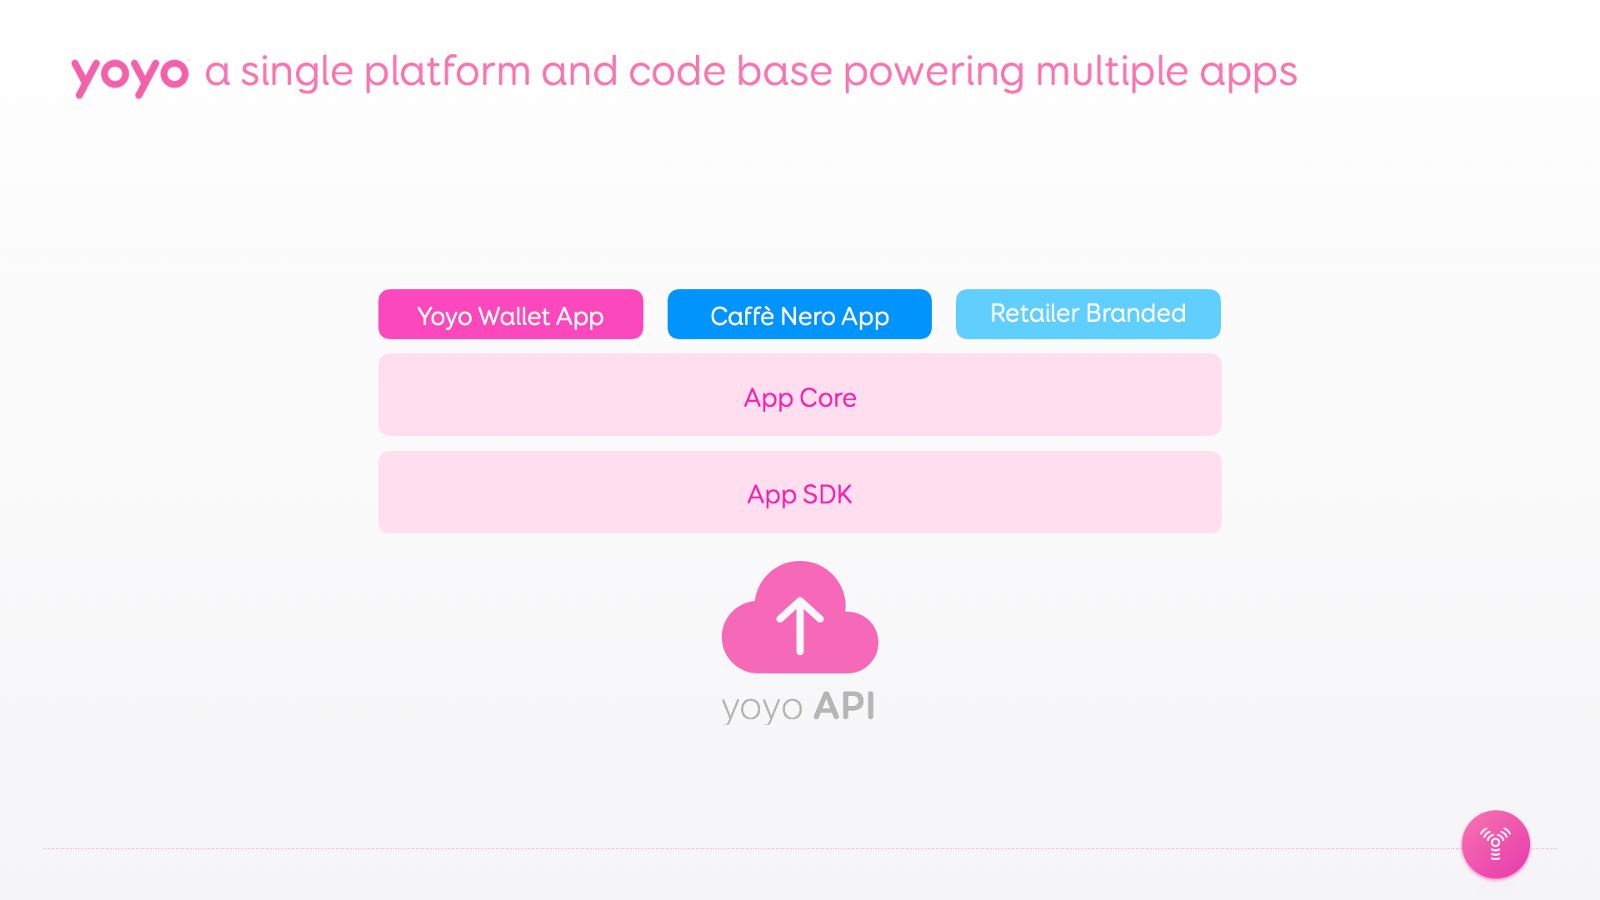 yoyo a single platform and code base powering multiple apps
Yoyo Wallet App
Caffè Nero App
Retailer Branded
App Core
App SDK
yoyo API